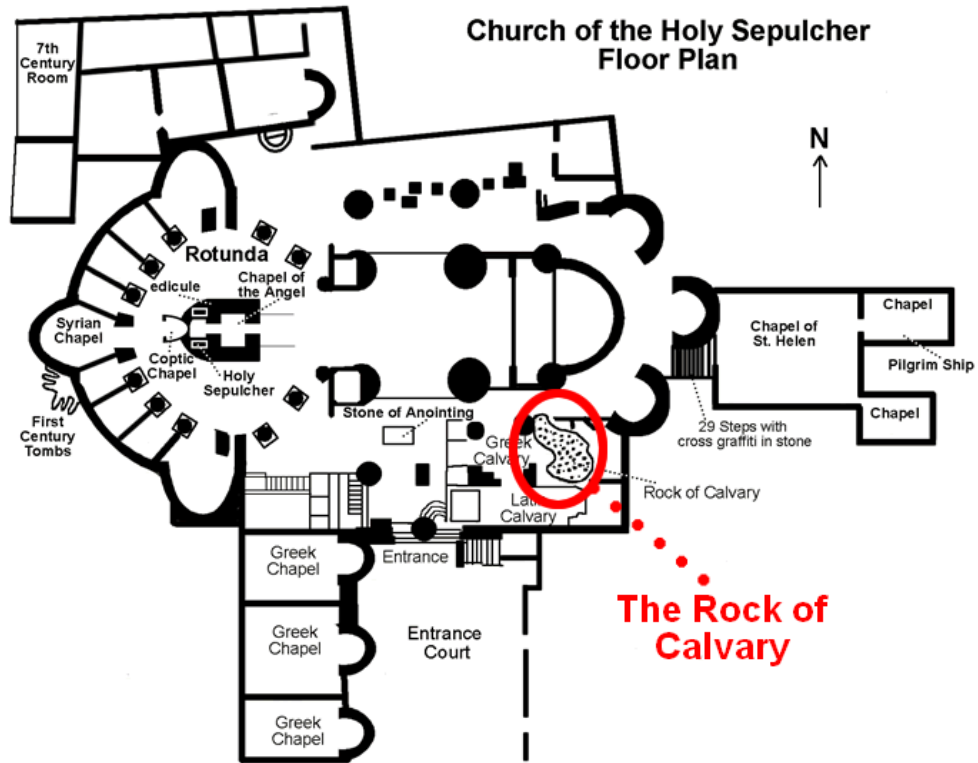 Church of the Holy Sepulcher
Floor Plan
7th
Century
Room
N
Rotunda
Chapel of
the Angel
edicule
Syrian
Chapel
Coptic
Chapel
Holy
Sepulcher
First
Century
Tombs
Stone of Anointing
Greek
Calvary
Latin
Calvary
Rock of Calvary
Chapel of
St. Helen
Chapel
Pilgrim Ship
Chapel
29 Steps with
cross graffiti in stone
Entrance
Greek
Chapel
Greek
Chapel
Greek
Chapel
Entrance
Court
The Rock of
Calvary